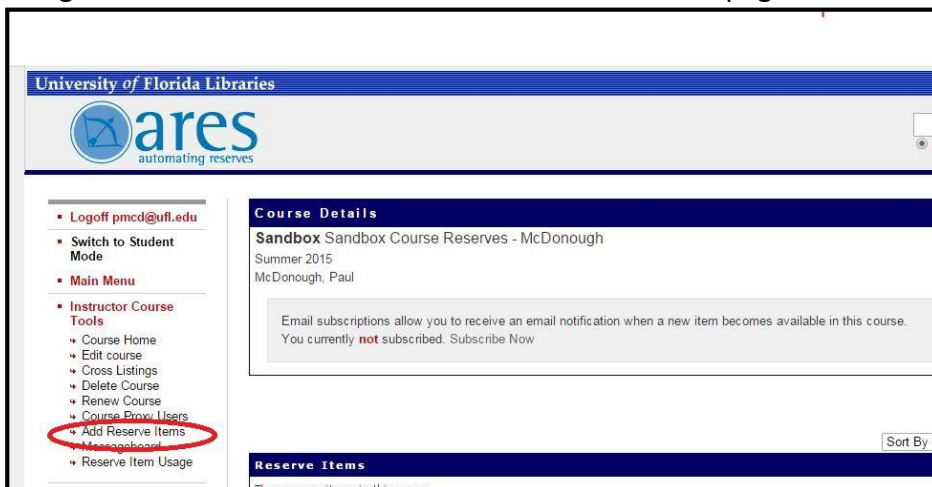 University of Florida Libraries
ares
automating reserves
Logoff pmcd@ufl.edu
Switch to Student
Mode
Main Menu
Instructor Course
Tools
Course Home
Edit course
Cross Listings
Delete Course
Renew Course
Course Proxy Users
Add Reserve Items
Messageboard
Reserve Item Usage
Course Details
Sandbox Sandbox Course Reserves - McDonough
Summer 2015
McDonough, Paul
Email subscriptions allow you to receive an email notification when a new item becomes available in this course.
You currently not subscribed. Subscribe Now
Sort By
Reserve Items